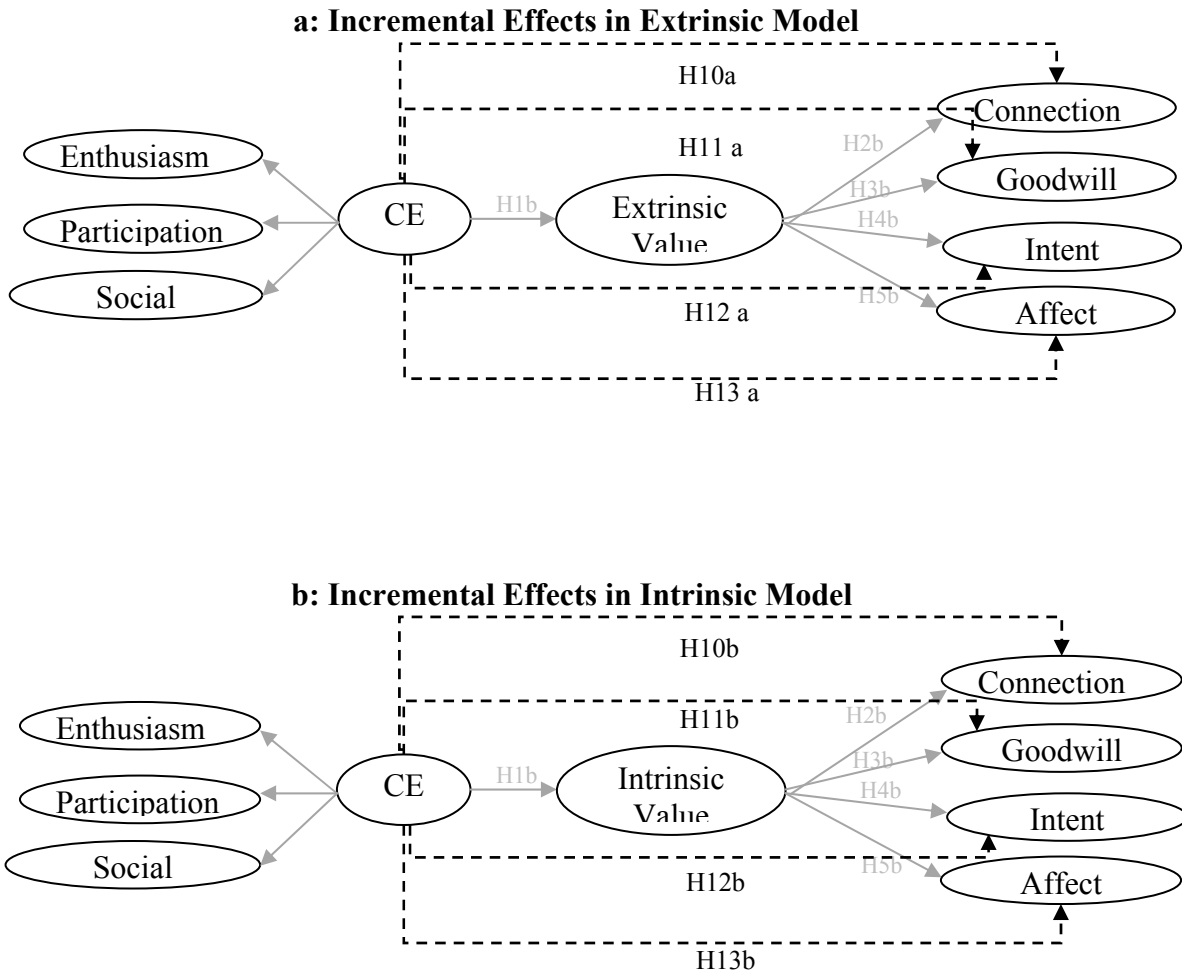 a: Incremental Effects in Extrinsic Model
H10a
Connection
H2b
Enthusiasm
H11 a
Goodwill
H3b
CE
H1b
Extrinsic
Value
H4b
Participation
Intent
Social
H12 a
H5b
Affect
H13 a
b: Incremental Effects in Intrinsic Model
H10b
Connection
H2b
Enthusiasm
H11b
Goodwill
H3b
CE
H1b
Intrinsic
Value
H4b
Participation
Intent
Social
H12b
H5b
Affect
H13b